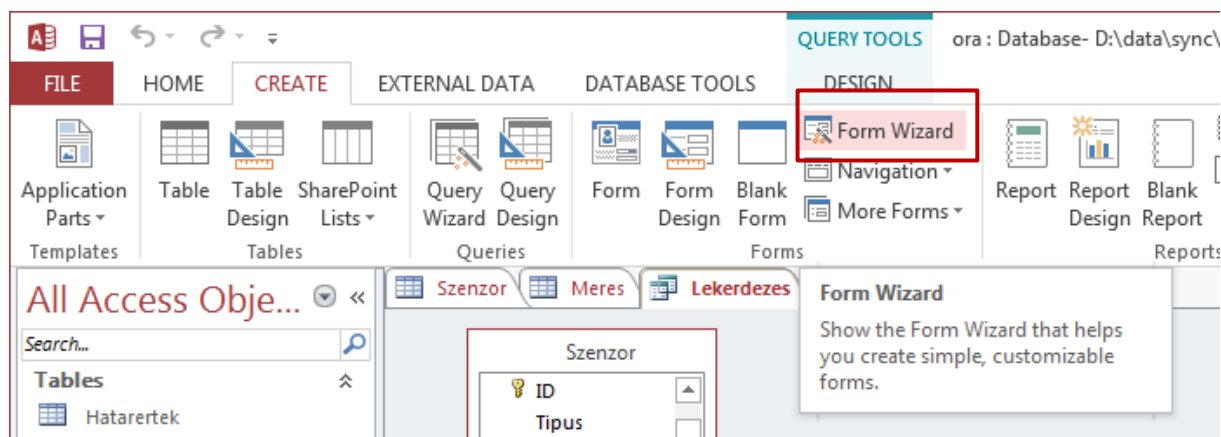 QUERY TOOLS ora : Database- D:\data\sync\
FILE HOME CREATE EXTERNAL DATA DATABASE TOOLS DESIGN
Application Parts
Table
Table Design
SharePoint Lists
Query Wizard
Query Design
Form
Form Design
Blank Form
Form Wizard
Navigation
More Forms
Report
Report Design
Blank Report
Templates Tables Queries Forms Reports
All Access Obje...
«
Search...
Tables
Hatarertek
Szenzor Meres Lekerdezes
Szenzor
ID
Tipus
Form Wizard
Show the Form Wizard that helps
you create simple, customizable
forms.